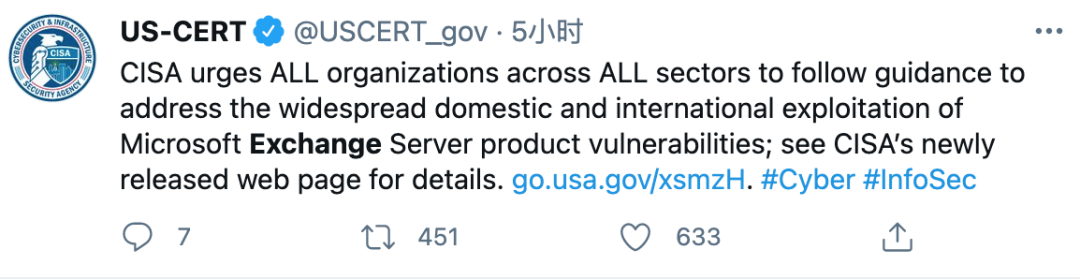 US-CERT @USCERT_gov · 5小时
CISA urges ALL organizations across ALL sectors to follow guidance to
address the widespread domestic and international exploitation of
Microsoft Exchange Server product vulnerabilities; see CISA’s newly
released web page for details. go.usa.gov/xsmzH. #Cyber #InfoSec
7 451 633
CYBERSECURITY & INFRASTRUCTURE
CISA
SECURITY AGENCY